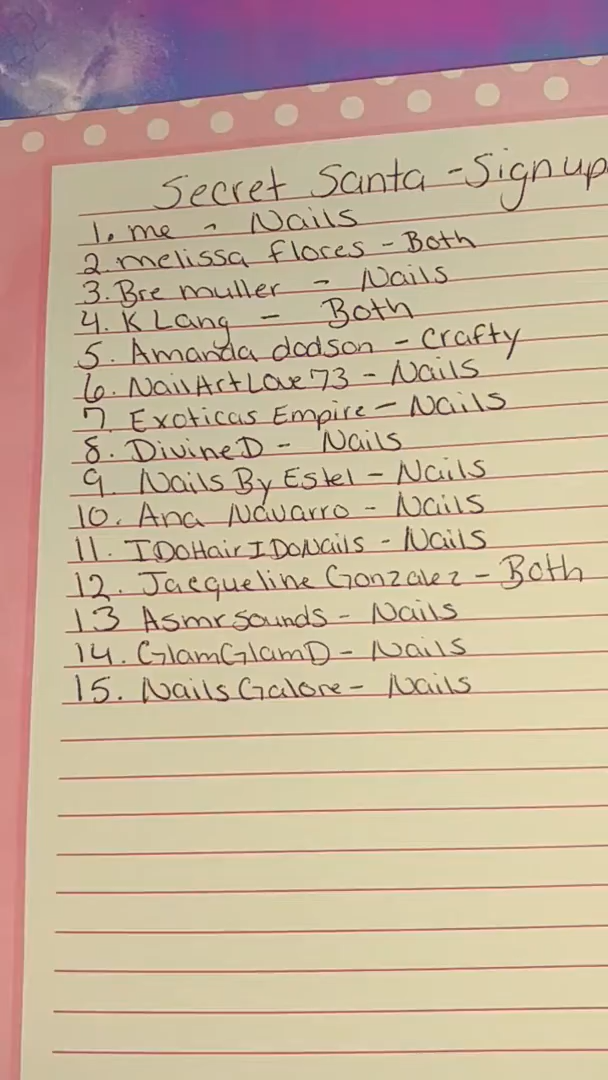 Secret Santa - Sign up
1. me - Nails
2. melissa flores - Both
3. Bre muller - Nails
4. K Lang - Both
5. Amanda dodson - Crafty
6. NailArtLove73 - Nails
7. Exoticas Empire - Nails
8. DivineD - Nails
9. Nails By Estel - Nails
10. Ana Navarro - Nails
11. IDoHairIDoNails - Nails
12. Jacqueline Gonzalez - Both
13 Asmrsounds - Nails
14. GlamGlamD - Nails
15. NailsGalore - Nails